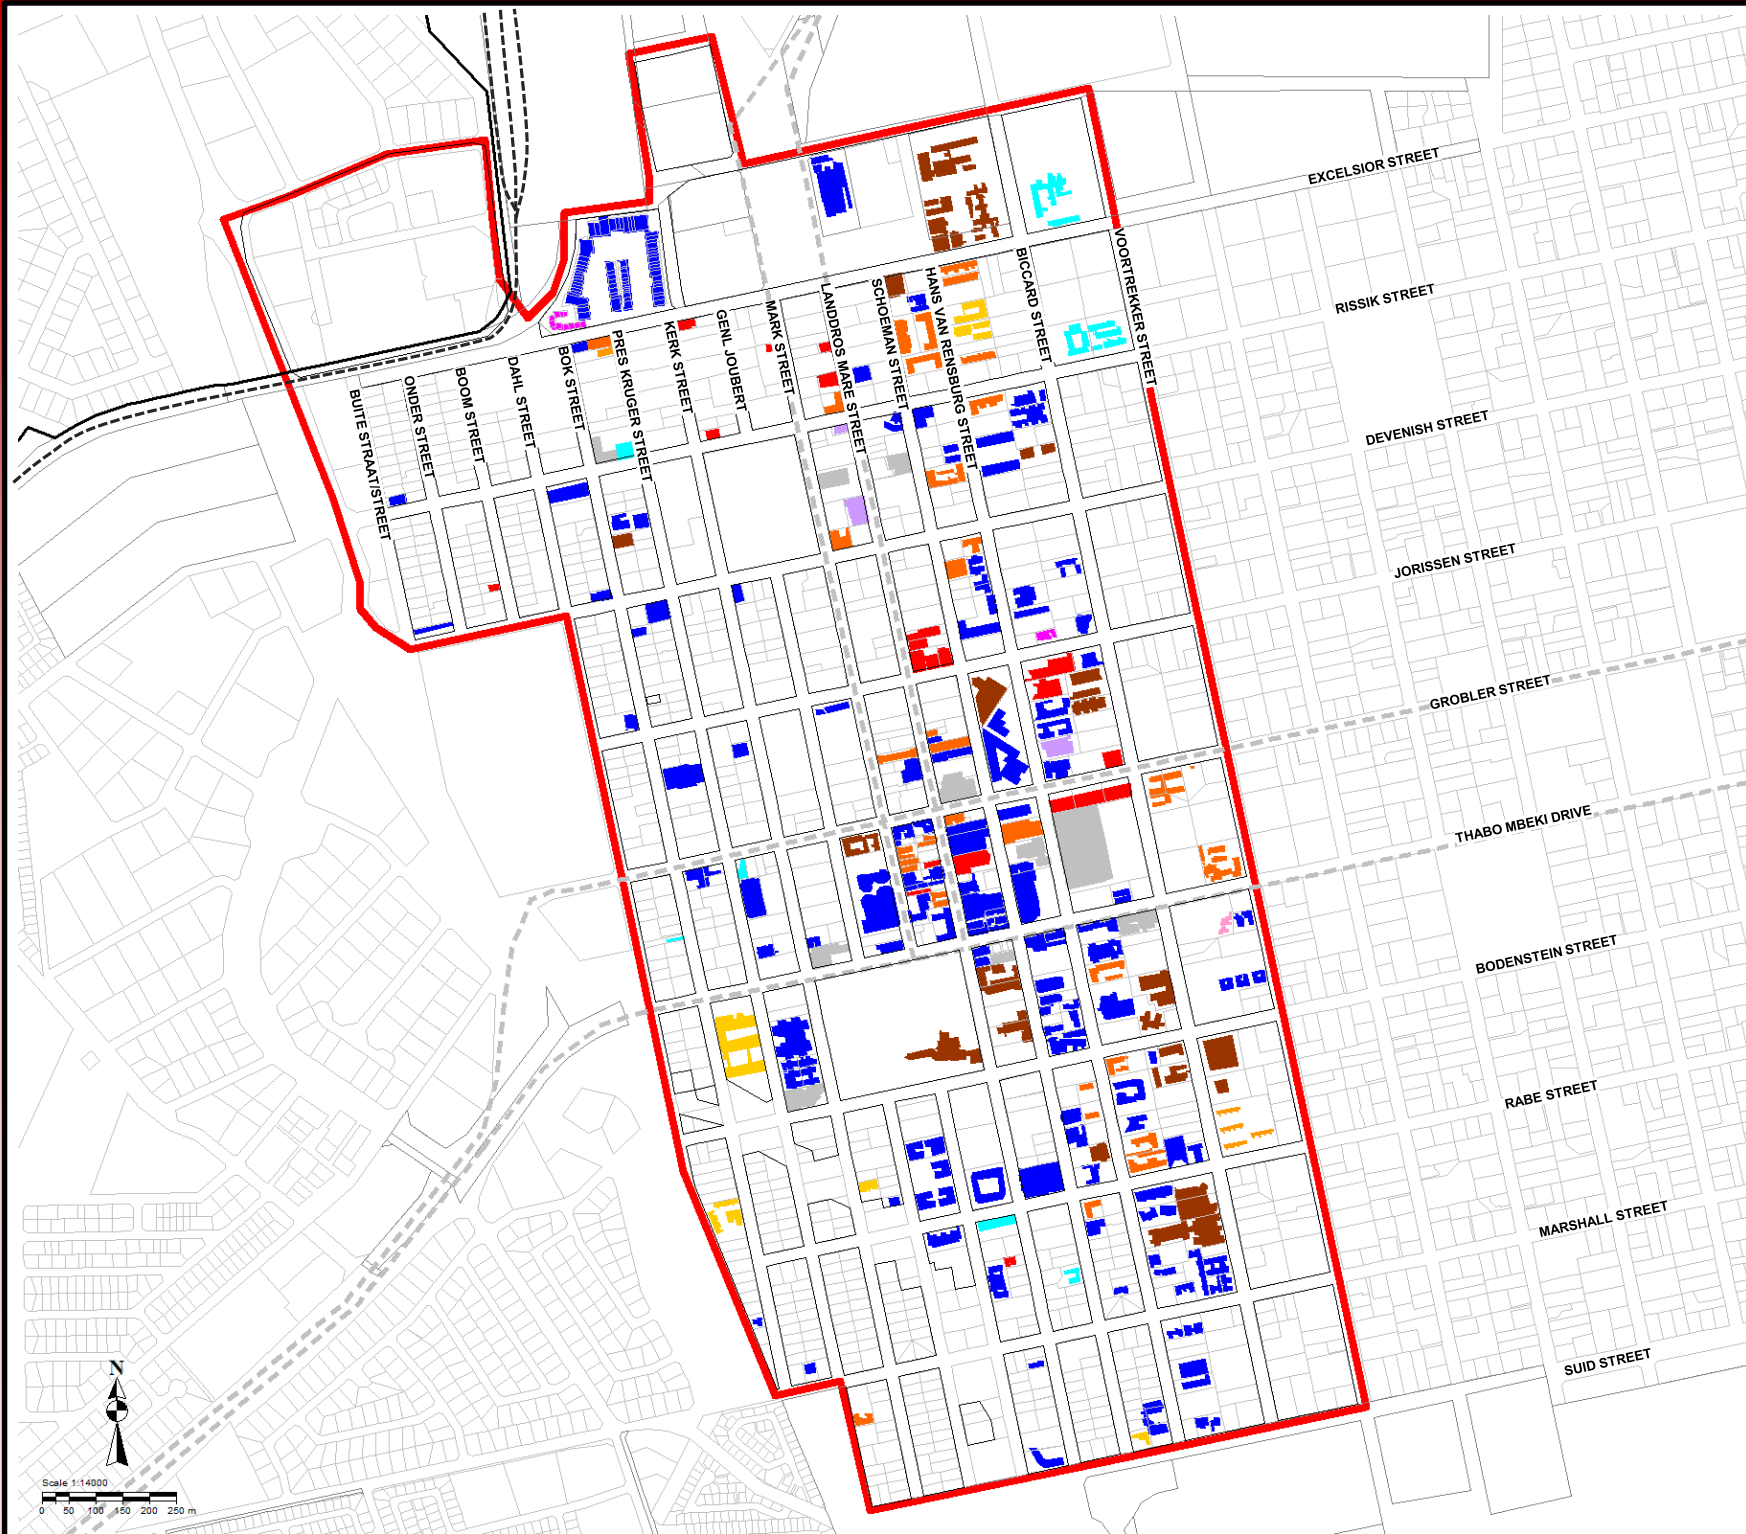 EXCELSIOR STREET
RISSIK STREET
DEVENISH STREET
JORISSEN STREET
GROBLER STREET
THABO MBEKI DRIVE
BODENSTEIN STREET
RABE STREET
MARSHALL STREET
SUID STREET
BUITE STRAAT/STREET
ONDER STREET
BOOM STREET
DAHL STREET
BOK STREET
PRES KRUGER STREET
KERK STREET
GENL JOUBERT
MARK STREET
LANDDROS MARE STREET
SCHOEMAN STREET
HANS VAN RENSBURG STREET
BICCARD STREET
VOORTREKKER STREET
N
Scale 1:14000
0 50 100 150 200 250 m